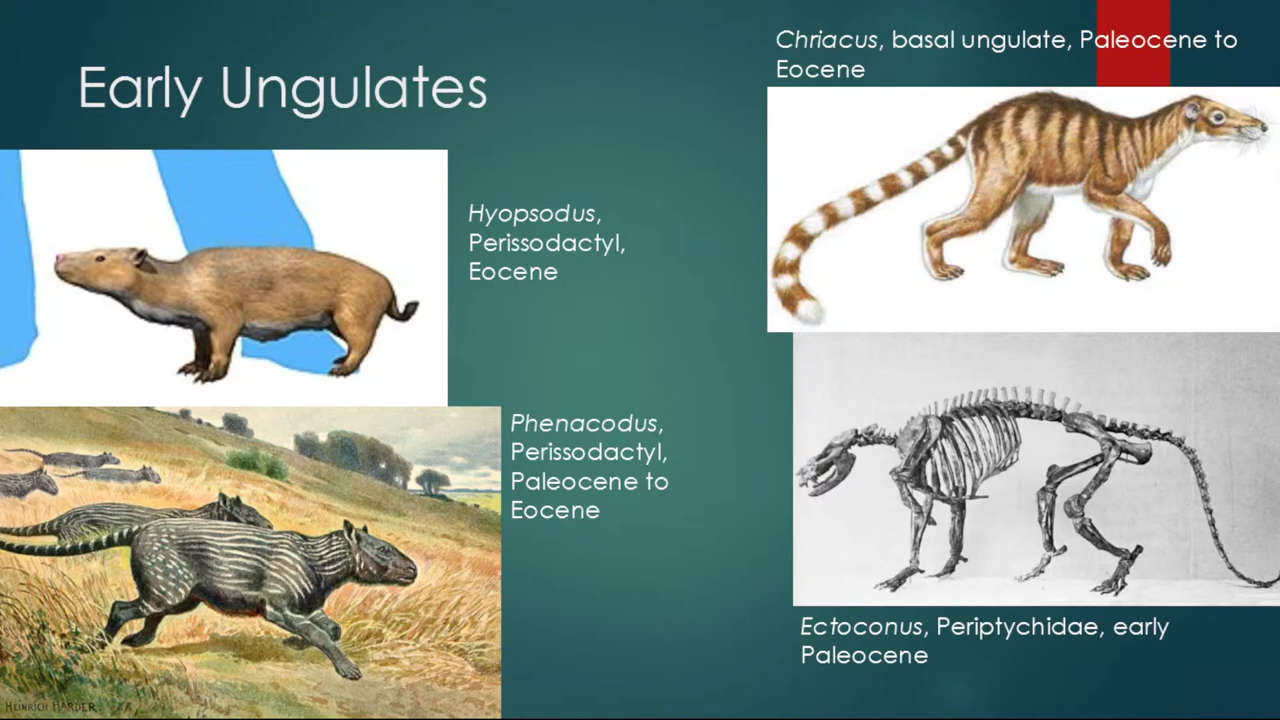 Early Ungulates
Chriacus, basal ungulate, Paleocene to
Eocene
Hyopsodus,
Perissodactyl,
Eocene
Phenacodus,
Perissodactyl,
Paleocene to
Eocene
HEINRICH HARDER
Ectoconus, Periptychidae, early
Paleocene